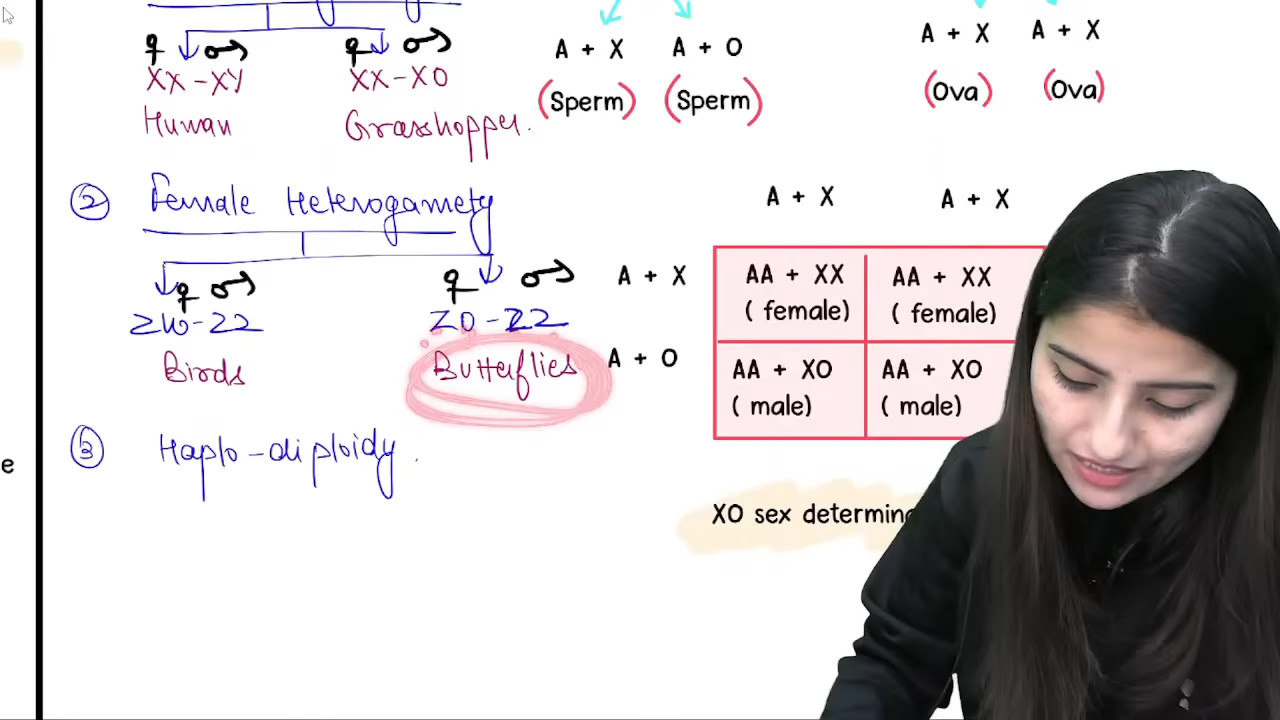 ♀ ♂ ♀ ♂
XX - XY XX - XO
Human Grasshopper.
A + X A + O
(Sperm) (Sperm)
A + X A + X
(Ova) (Ova)
② Female Heterogamety
♀ ♂ ♀ ♂
ZW - ZZ ZO - ZZ
Birds Butterflies
③ Haplo - diploidy
A + X A + X
A + X AA + XX AA + XX
( female) ( female)
A + O AA + XO AA + XO
( male) ( male)
XO sex
e